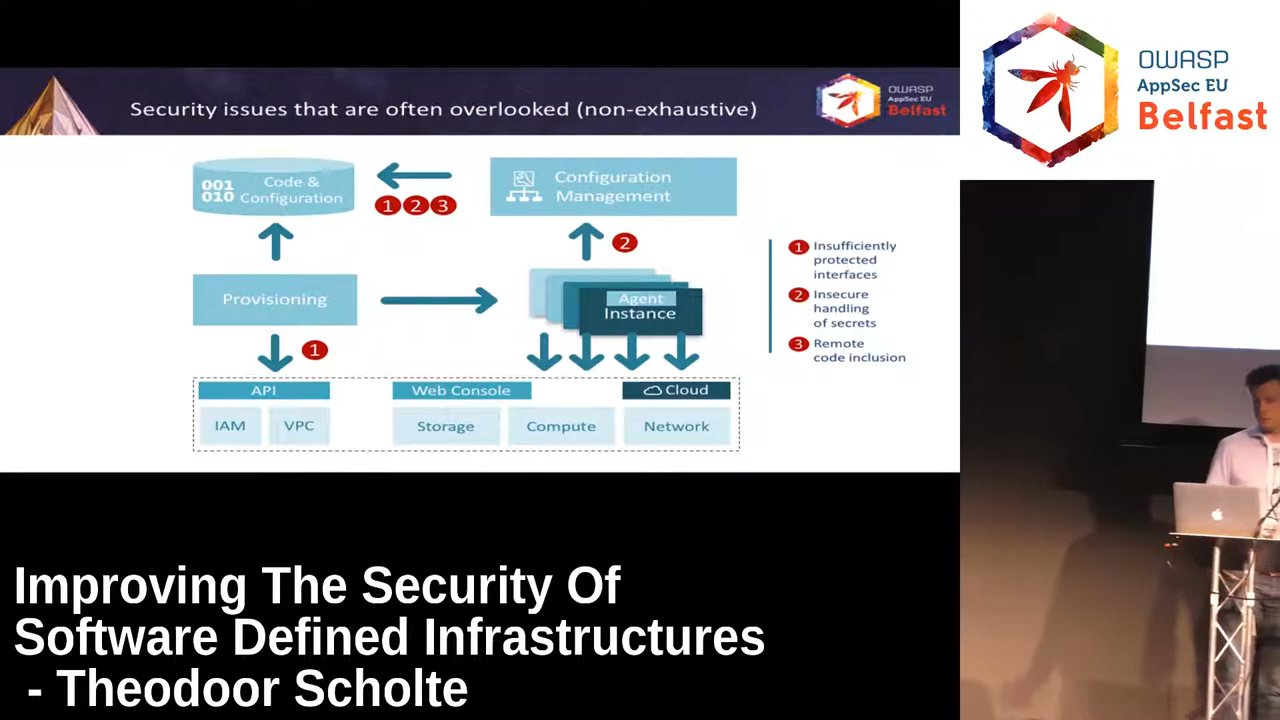 Security issues that are often overlooked (non-exhaustive)
OWASP
AppSec EU
Belfast
OWASP
AppSec EU
Belfast
001
010
Code &
Configuration
1 2 3
Configuration
Management
2
Provisioning
Agent
Instance
1
1 Insufficiently
protected
interfaces
2 Insecure
handling
of secrets
3 Remote
code inclusion
API
Web Console
Cloud
IAM
VPC
Storage
Compute
Network
Improving The Security Of
Software Defined Infrastructures
- Theodoor Scholte